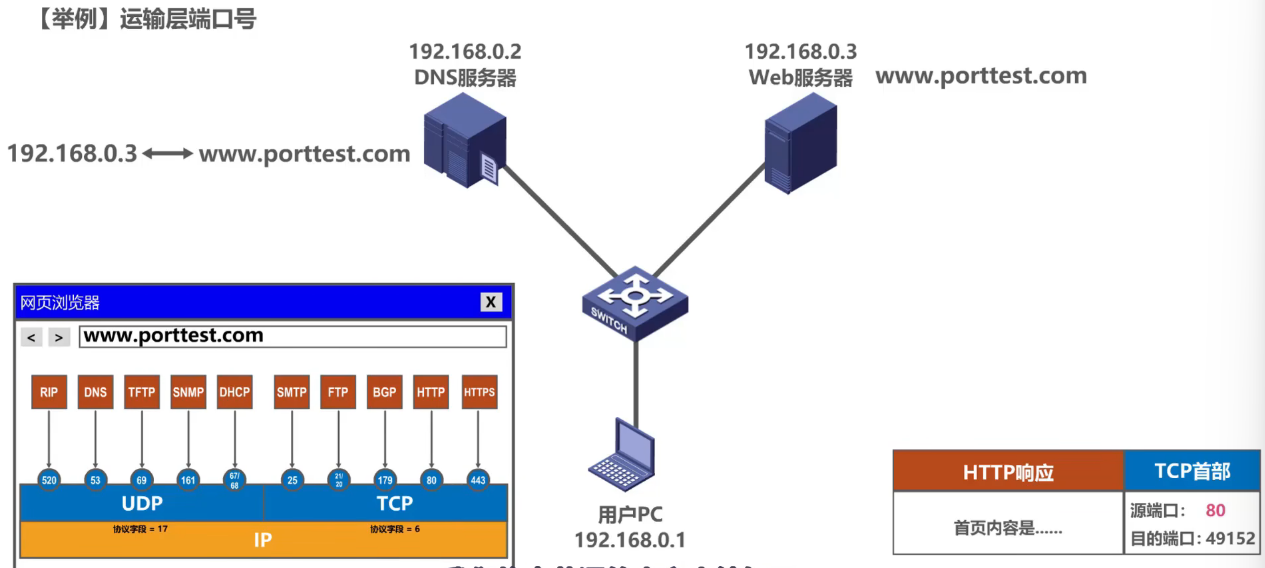 【举例】运输层端口号
192.168.0.2
DNS服务器
192.168.0.3
Web服务器 www.porttest.com
192.168.0.3 www.porttest.com
SWITCH
用户PC
192.168.0.1
网页浏览器 X
< > www.porttest.com
RIP DNS TFTP SNMP DHCP SMTP FTP BGP HTTP HTTPS
520 53 69 161 67/68 25 21/20 179 80 443
UDP TCP
协议字段 = 17 协议字段 = 6
IP
HTTP响应 TCP首部
首页内容是…… 源端口： 80
目的端口：49152